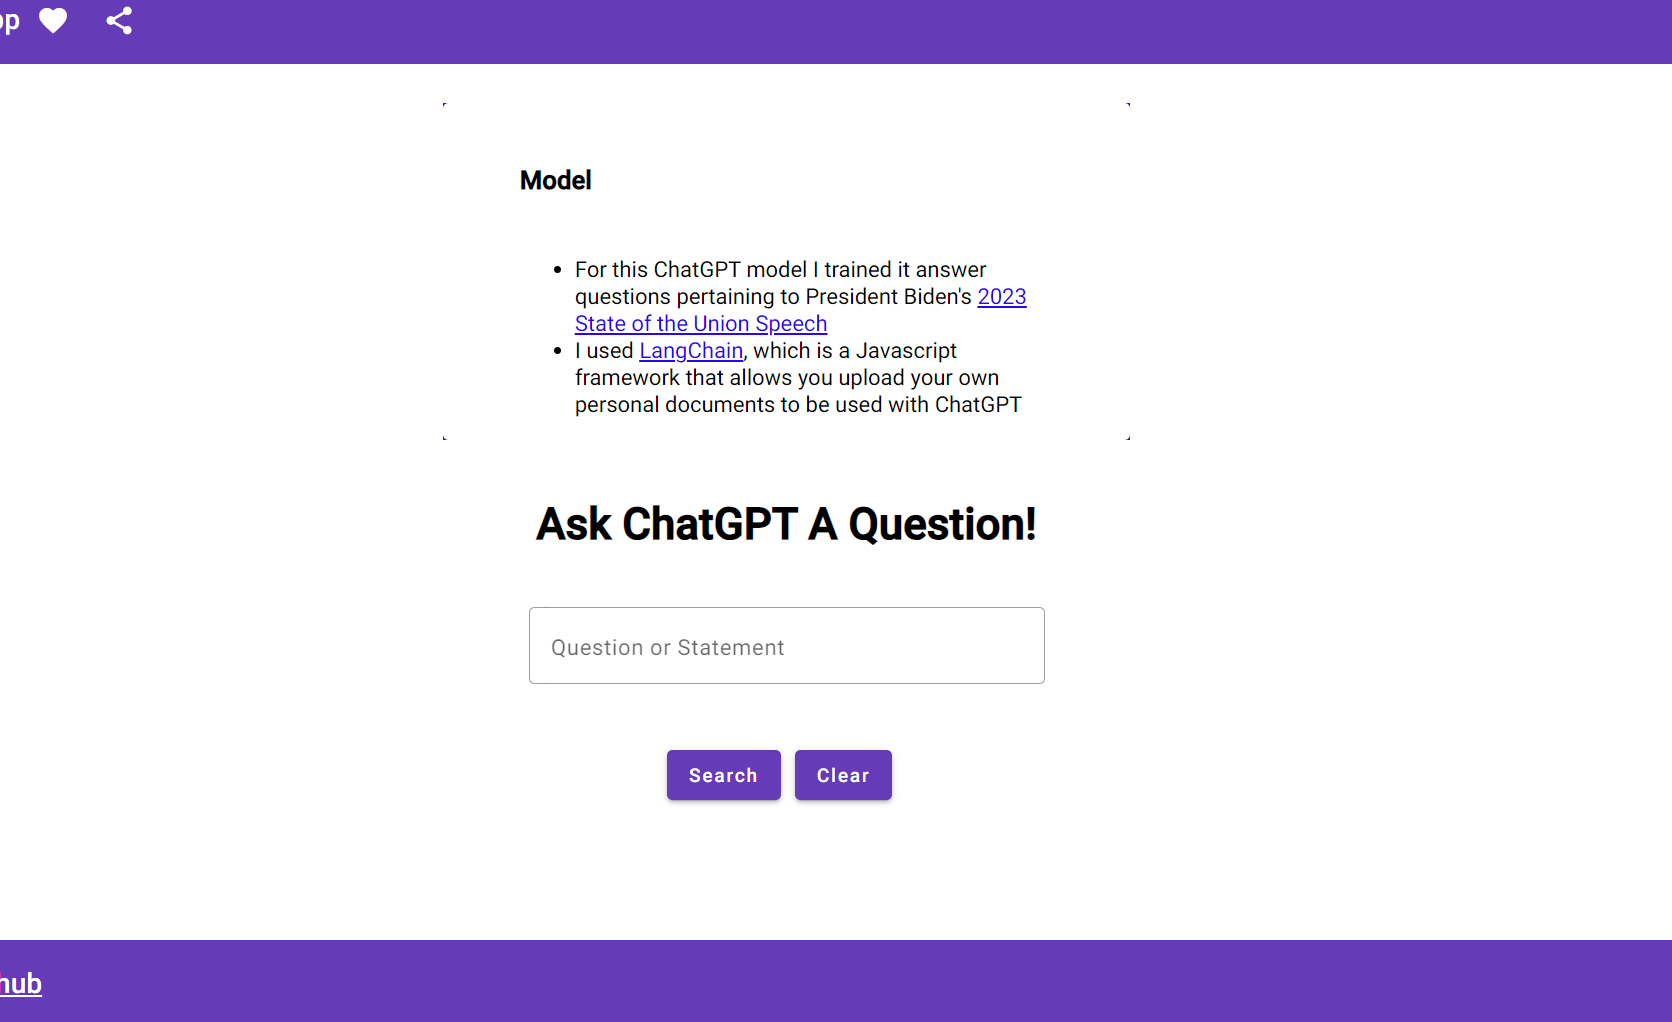 Model
For this ChatGPT model I trained it answer
questions pertaining to President Biden's 2023
State of the Union Speech
I used LangChain, which is a Javascript
framework that allows you upload your own
personal documents to be used with ChatGPT
Ask ChatGPT A Question!
Question or Statement
Search Clear
hub